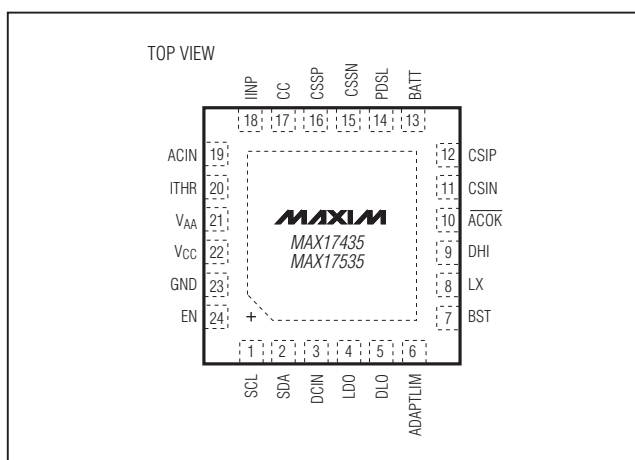 TOP VIEW
IINP
CC
CSSP
CSSN
PDSL
BATT
18
17
16
15
14
13
ACIN 19
ITHR 20
VAA 21
VCC 22
GND 23
EN 24
12 CSIP
11 CSIN
10 ACOK
9 DHI
8 LX
7 BST
MAXIM
MAX17435
MAX17535
+
1
2
3
4
5
6
SCL
SDA
DCIN
LDO
DLO
ADAPTLIM